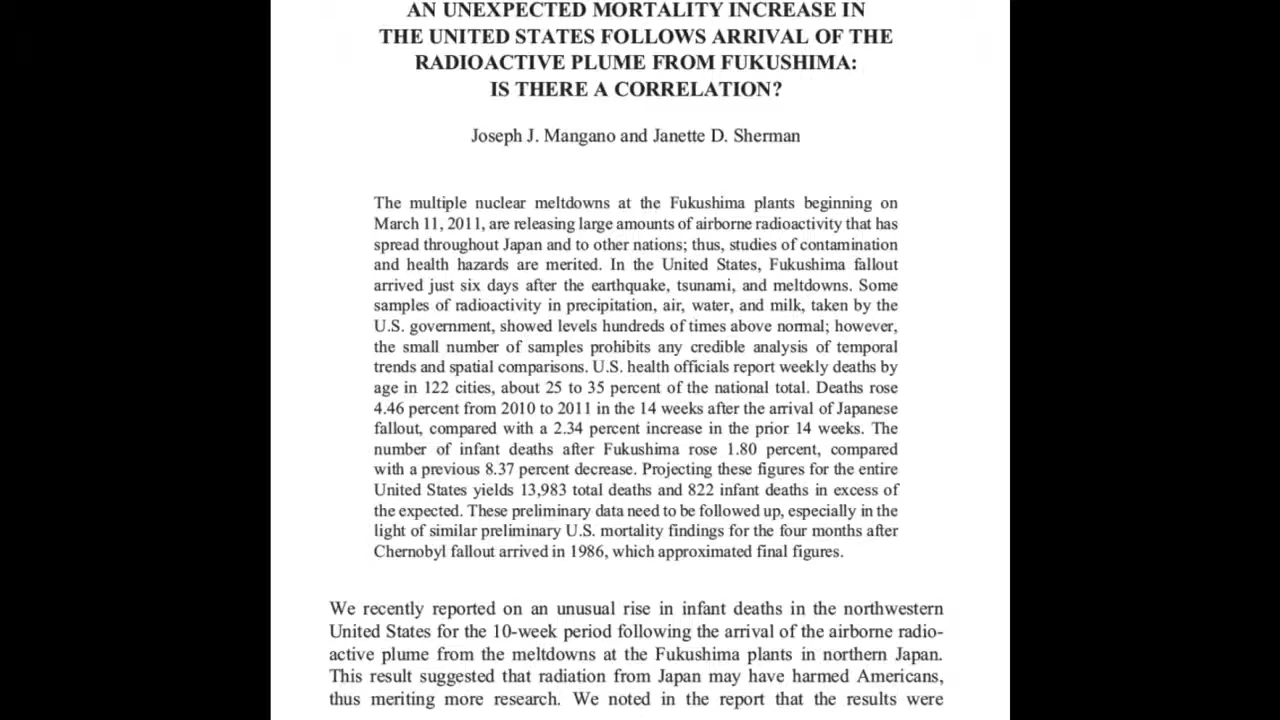 AN UNEXPECTED MORTALITY INCREASE IN
THE UNITED STATES FOLLOWS ARRIVAL OF THE
RADIOACTIVE PLUME FROM FUKUSHIMA:
IS THERE A CORRELATION?
Joseph J. Mangano and Janette D. Sherman
The multiple nuclear meltdowns at the Fukushima plants beginning on
March 11, 2011, are releasing large amounts of airborne radioactivity that has
spread throughout Japan and to other nations; thus, studies of contamination
and health hazards are merited. In the United States, Fukushima fallout
arrived just six days after the earthquake, tsunami, and meltdowns. Some
samples of radioactivity in precipitation, air, water, and milk, taken by the
U.S. government, showed levels hundreds of times above normal; however,
the small number of samples prohibits any credible analysis of temporal
trends and spatial comparisons. U.S. health officials report weekly deaths by
age in 122 cities, about 25 to 35 percent of the national total. Deaths rose
4.46 percent from 2010 to 2011 in the 14 weeks after the arrival of Japanese
fallout, compared with a 2.34 percent increase in the prior 14 weeks. The
number of infant deaths after Fukushima rose 1.80 percent, compared
with a previous 8.37 percent decrease. Projecting these figures for the entire
United States yields 13,983 total deaths and 822 infant deaths in excess of
the expected. These preliminary data need to be followed up, especially in the
light of similar preliminary U.S. mortality findings for the four months after
Chernobyl fallout arrived in 1986, which approximated final figures.
We recently reported on an unusual rise in infant deaths in the northwestern
United States for the 10-week period following the arrival of the airborne radio-
active plume from the meltdowns at the Fukushima plants in northern Japan.
This result suggested that radiation from Japan may have harmed Americans,
thus meriting more research. We noted in the report that the results were